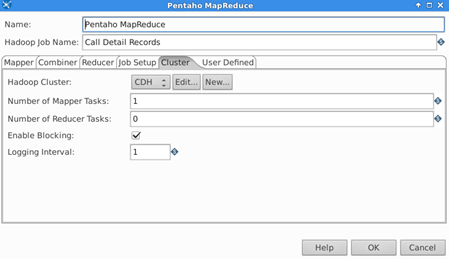 Pentaho MapReduce
Name: Pentaho MapReduce
Hadoop Job Name: Call Detail Records
Mapper Combiner Reducer Job Setup Cluster User Defined
Hadoop Cluster: CDH Edit... New...
Number of Mapper Tasks: 1
Number of Reducer Tasks: 0
Enable Blocking:
Logging Interval: 1
Help OK Cancel